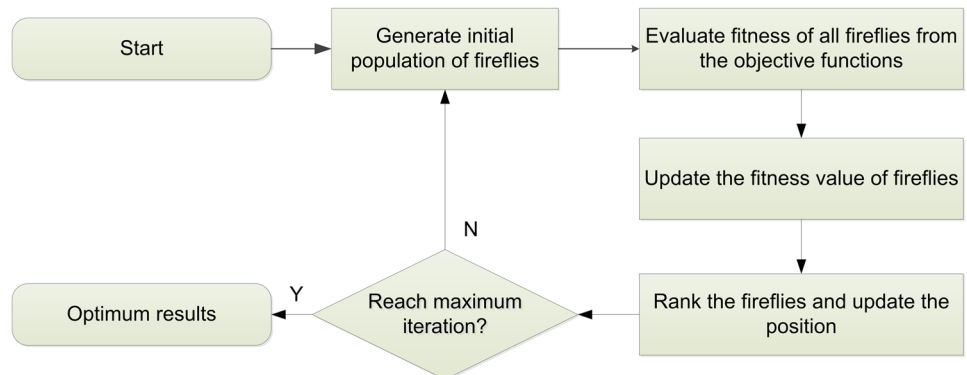 Start
Generate initial
population of fireflies
Evaluate fitness of all fireflies from
the objective functions
Update the fitness value of fireflies
Rank the fireflies and update the
position
Reach maximum
iteration?
N
Y
Optimum results